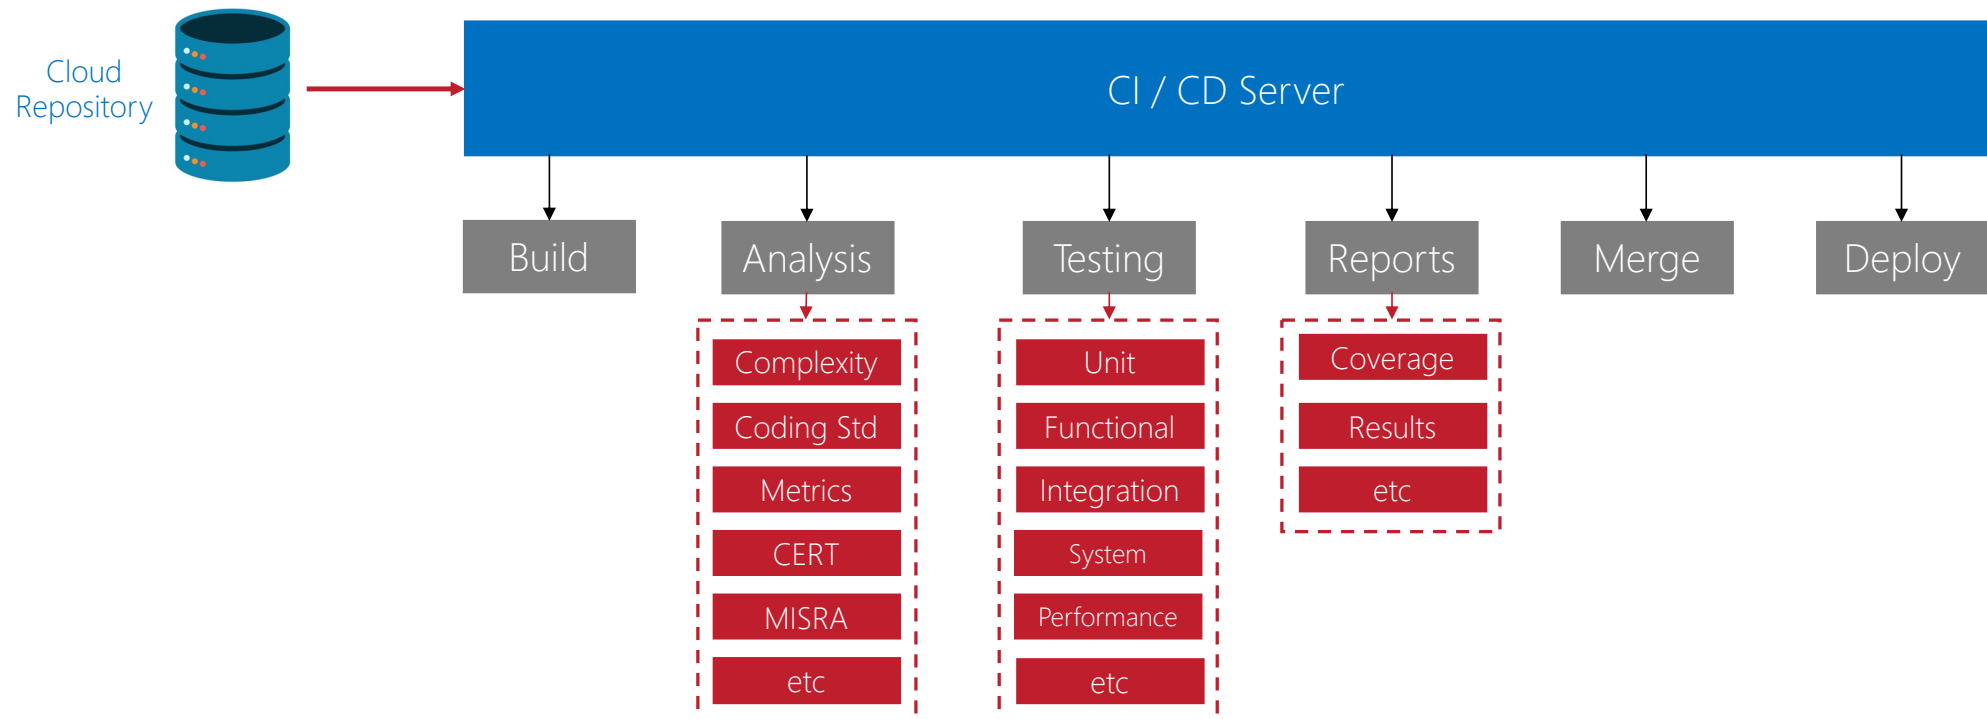 Cloud
Repository
CI / CD Server
Build
Analysis
Testing
Reports
Merge
Deploy
Complexity
Coding Std
Metrics
CERT
MISRA
etc
Unit
Functional
Integration
System
Performance
etc
Coverage
Results
etc